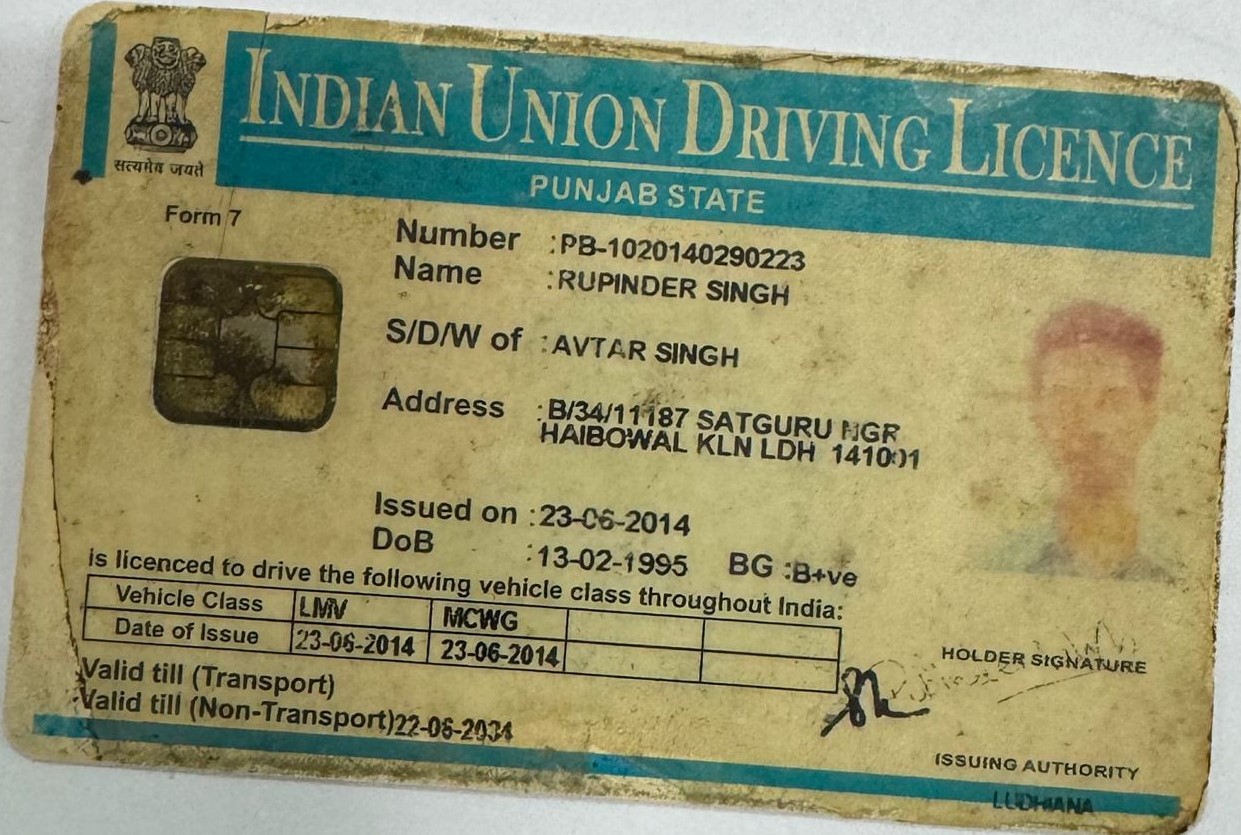 सत्यमेव जयते
INDIAN UNION DRIVING LICENCE
PUNJAB STATE
Form 7
Number :PB-1020140290223
Name :RUPINDER SINGH
S/D/W of :AVTAR SINGH
Address :B/34/11187 SATGURU NGR
HAIBOWAL KLN LDH 141001
Issued on :23-06-2014
DoB :13-02-1995 BG :B+ve
is licenced to drive the following vehicle class throughout India:
Vehicle Class LMV MCWG
Date of Issue 23-06-2014 23-06-2014
Valid till (Transport)
Valid till (Non-Transport)22-06-2034
HOLDER SIGNATURE
ISSUING AUTHORITY
LUDHIANA